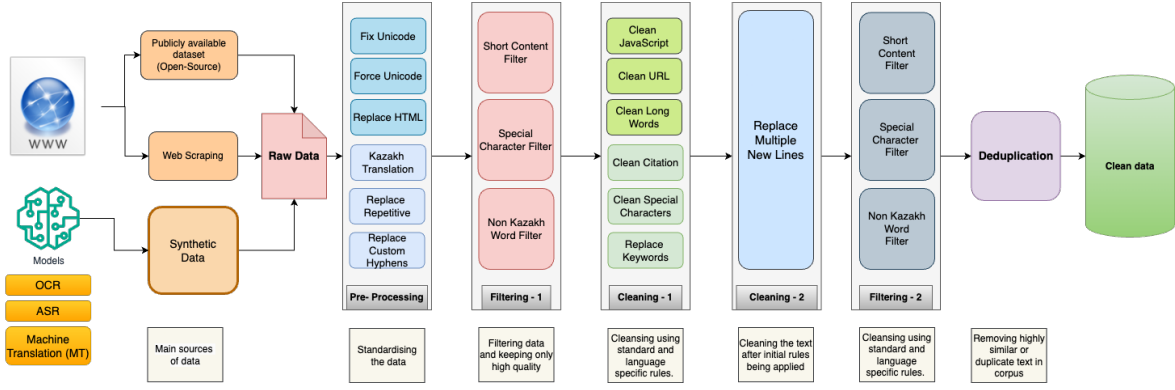 WWW
Models
OCR
ASR
Machine
Translation (MT)
Publicly available
dataset
(Open-Source)
Web Scraping
Synthetic
Data
Main sources
of data
Raw Data
Fix Unicode
Force Unicode
Replace HTML
Kazakh
Translation
Replace
Repetitive
Replace
Custom
Hyphens
Pre- Processing
Standardising
the data
Short Content
Filter
Special
Character Filter
Non Kazakh
Word Filter
Filtering - 1
Filtering data
and keeping only
high quality
Clean
JavaScript
Clean URL
Clean Long
Words
Clean Citation
Clean Special
Characters
Replace
Keywords
Cleaning - 1
Cleansing using
standard and
language
specific rules.
Replace
Multiple
New Lines
Cleaning - 2
Cleaning the text
after initial rules
being applied
Short
Content
Filter
Special
Character
Filter
Non
Kazakh
Word Filter
Filtering - 2
Cleansing using
standard and
language
specific rules.
Deduplication
Removing highly
similar or
duplicate text in
corpus
Clean data